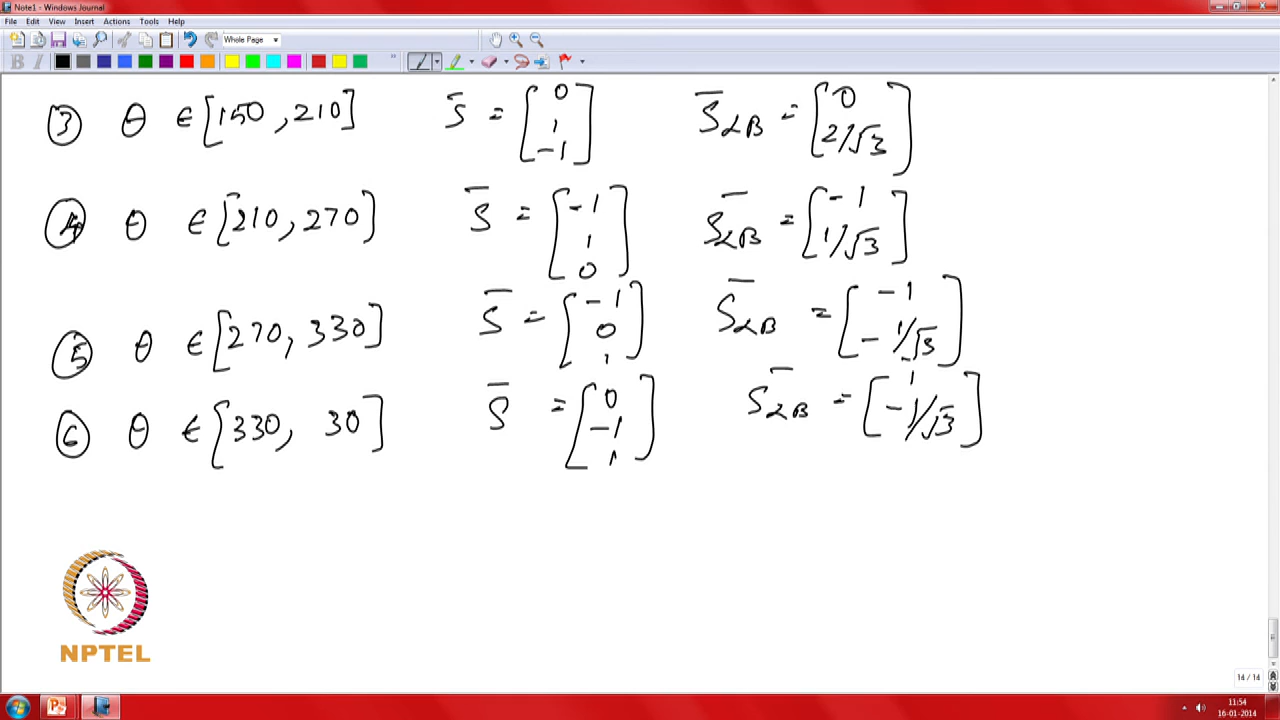 Note1 - Windows Journal
File Edit View Insert Actions Tools Help
Whole Page
B I
③ θ ∈ [150, 210] S̄ = [0 1 -1] S̄αβ = [0 2/√3]
④ θ ∈ [210, 270] S̄ = [-1 1 0] S̄αβ = [-1 1/√3]
⑤ θ ∈ [270, 330] S̄ = [-1 0 1] S̄αβ = [-1 -1/√3]
⑥ θ ∈ [330, 30] S̄ = [0 -1 1] S̄αβ = [1 -1/√3]
NPTEL
14 / 14
11:54
16-01-2014